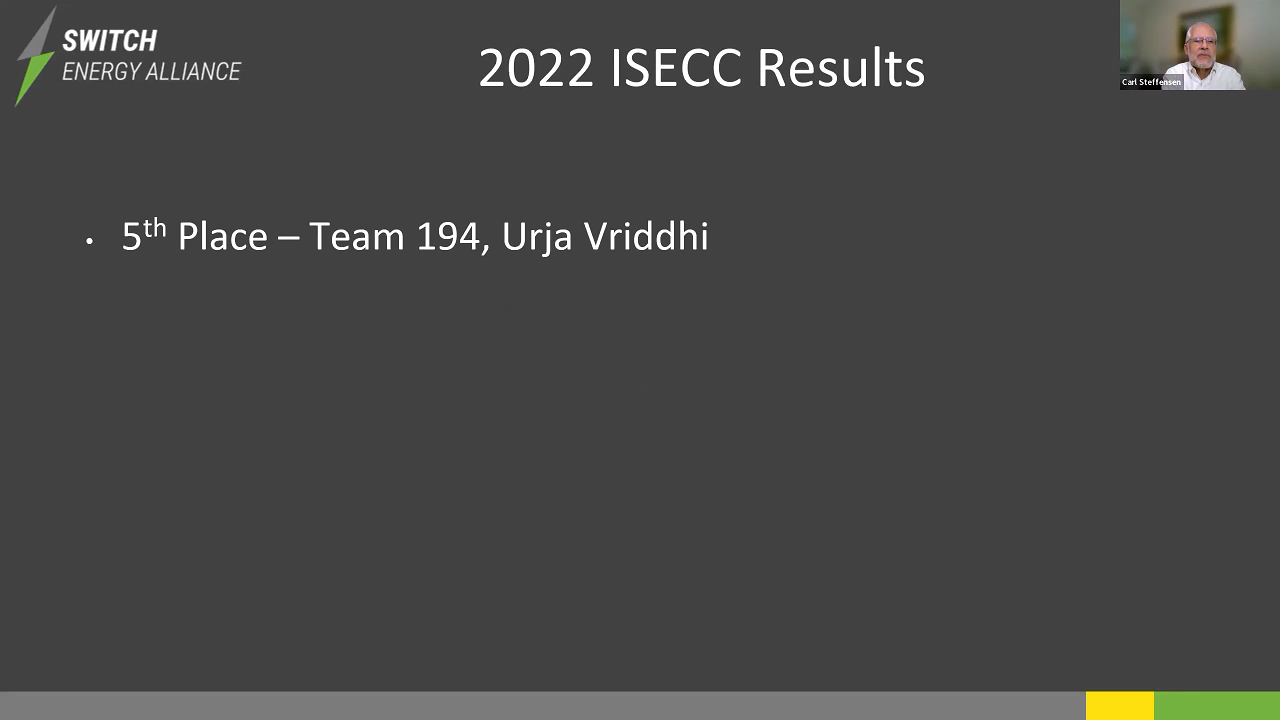 SWITCH
ENERGY ALLIANCE
2022 ISECC Results
Carl Steffensen
• 5th Place – Team 194, Urja Vriddhi